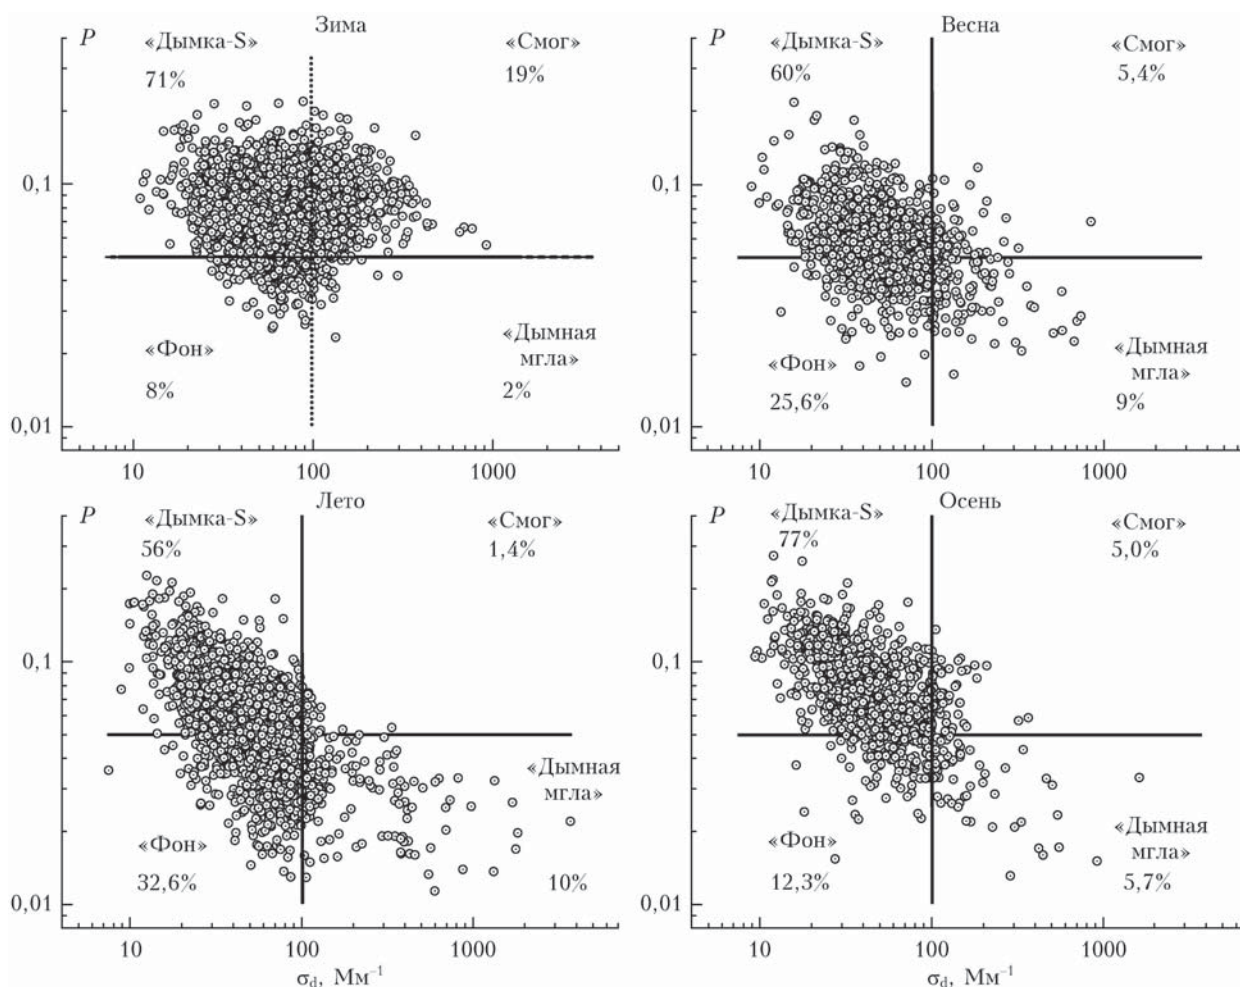 Зима
P
«Дымка-S»
71%
«Смог»
19%
0,1
«Фон»
8%
«Дымная
мгла»
2%
0,01
10 100 1000
Весна
P
«Дымка-S»
60%
«Смог»
5,4%
0,1
«Фон»
25,6%
«Дымная
мгла»
9%
0,01
10 100 1000
Лето
P
«Дымка-S»
56%
«Смог»
1,4%
0,1
«Дымная
мгла»
«Фон»
32,6%
10%
0,01
10 100 1000
σd, Мм⁻¹
Осень
P
«Дымка-S»
77%
«Смог»
5,0%
0,1
«Фон»
12,3%
«Дымная
мгла»
5,7%
0,01
10 100 1000
σd, Мм⁻¹